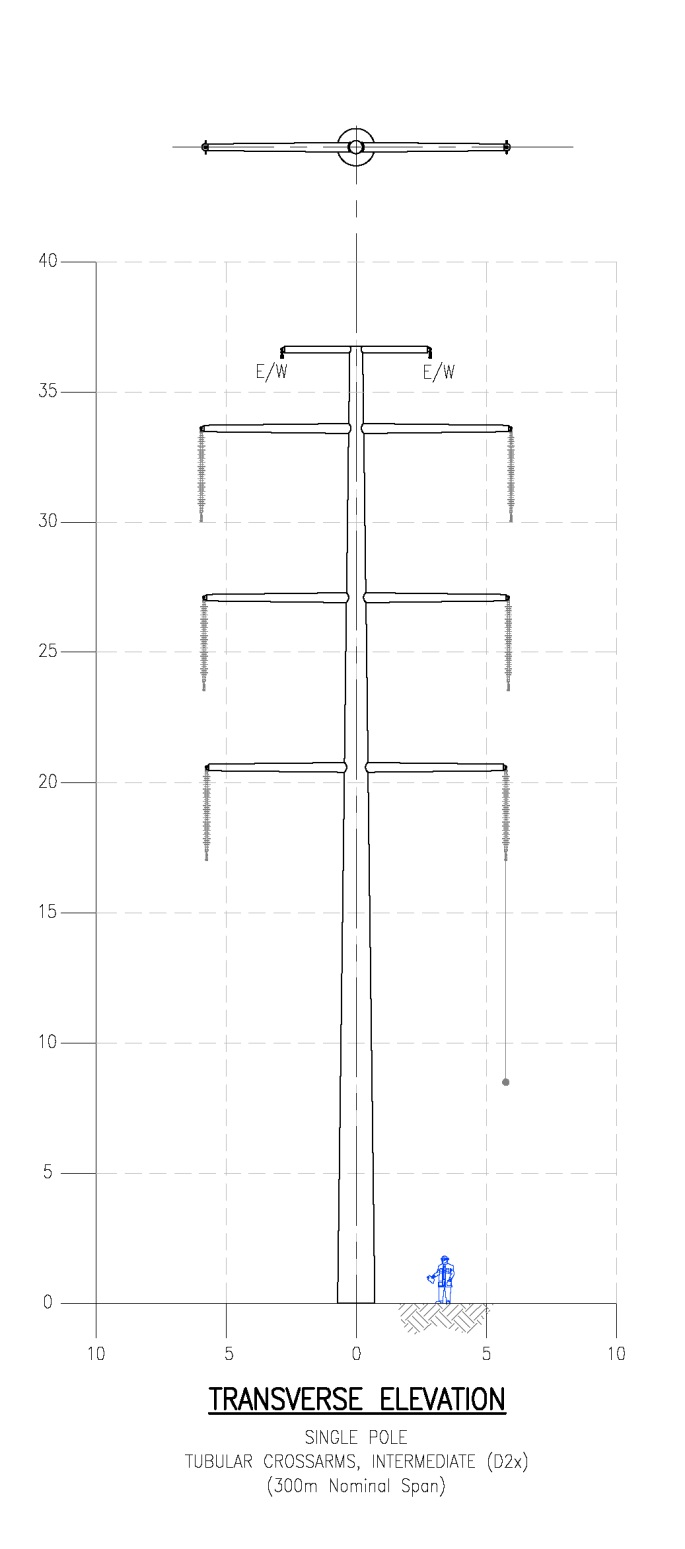 40
E/W E/W
35
30
25
20
15
10
5
0
10 5 0 5 10
TRANSVERSE ELEVATION
SINGLE POLE
TUBULAR CROSSARMS, INTERMEDIATE (D2x)
(300m Nominal Span)